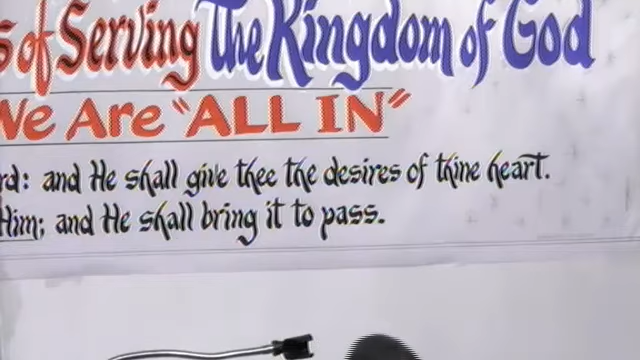 s of Serving The Kingdom of God
We Are "ALL IN"
rd: and He shall give thee the desires of thine heart.
Him; and He shall bring it to pass.